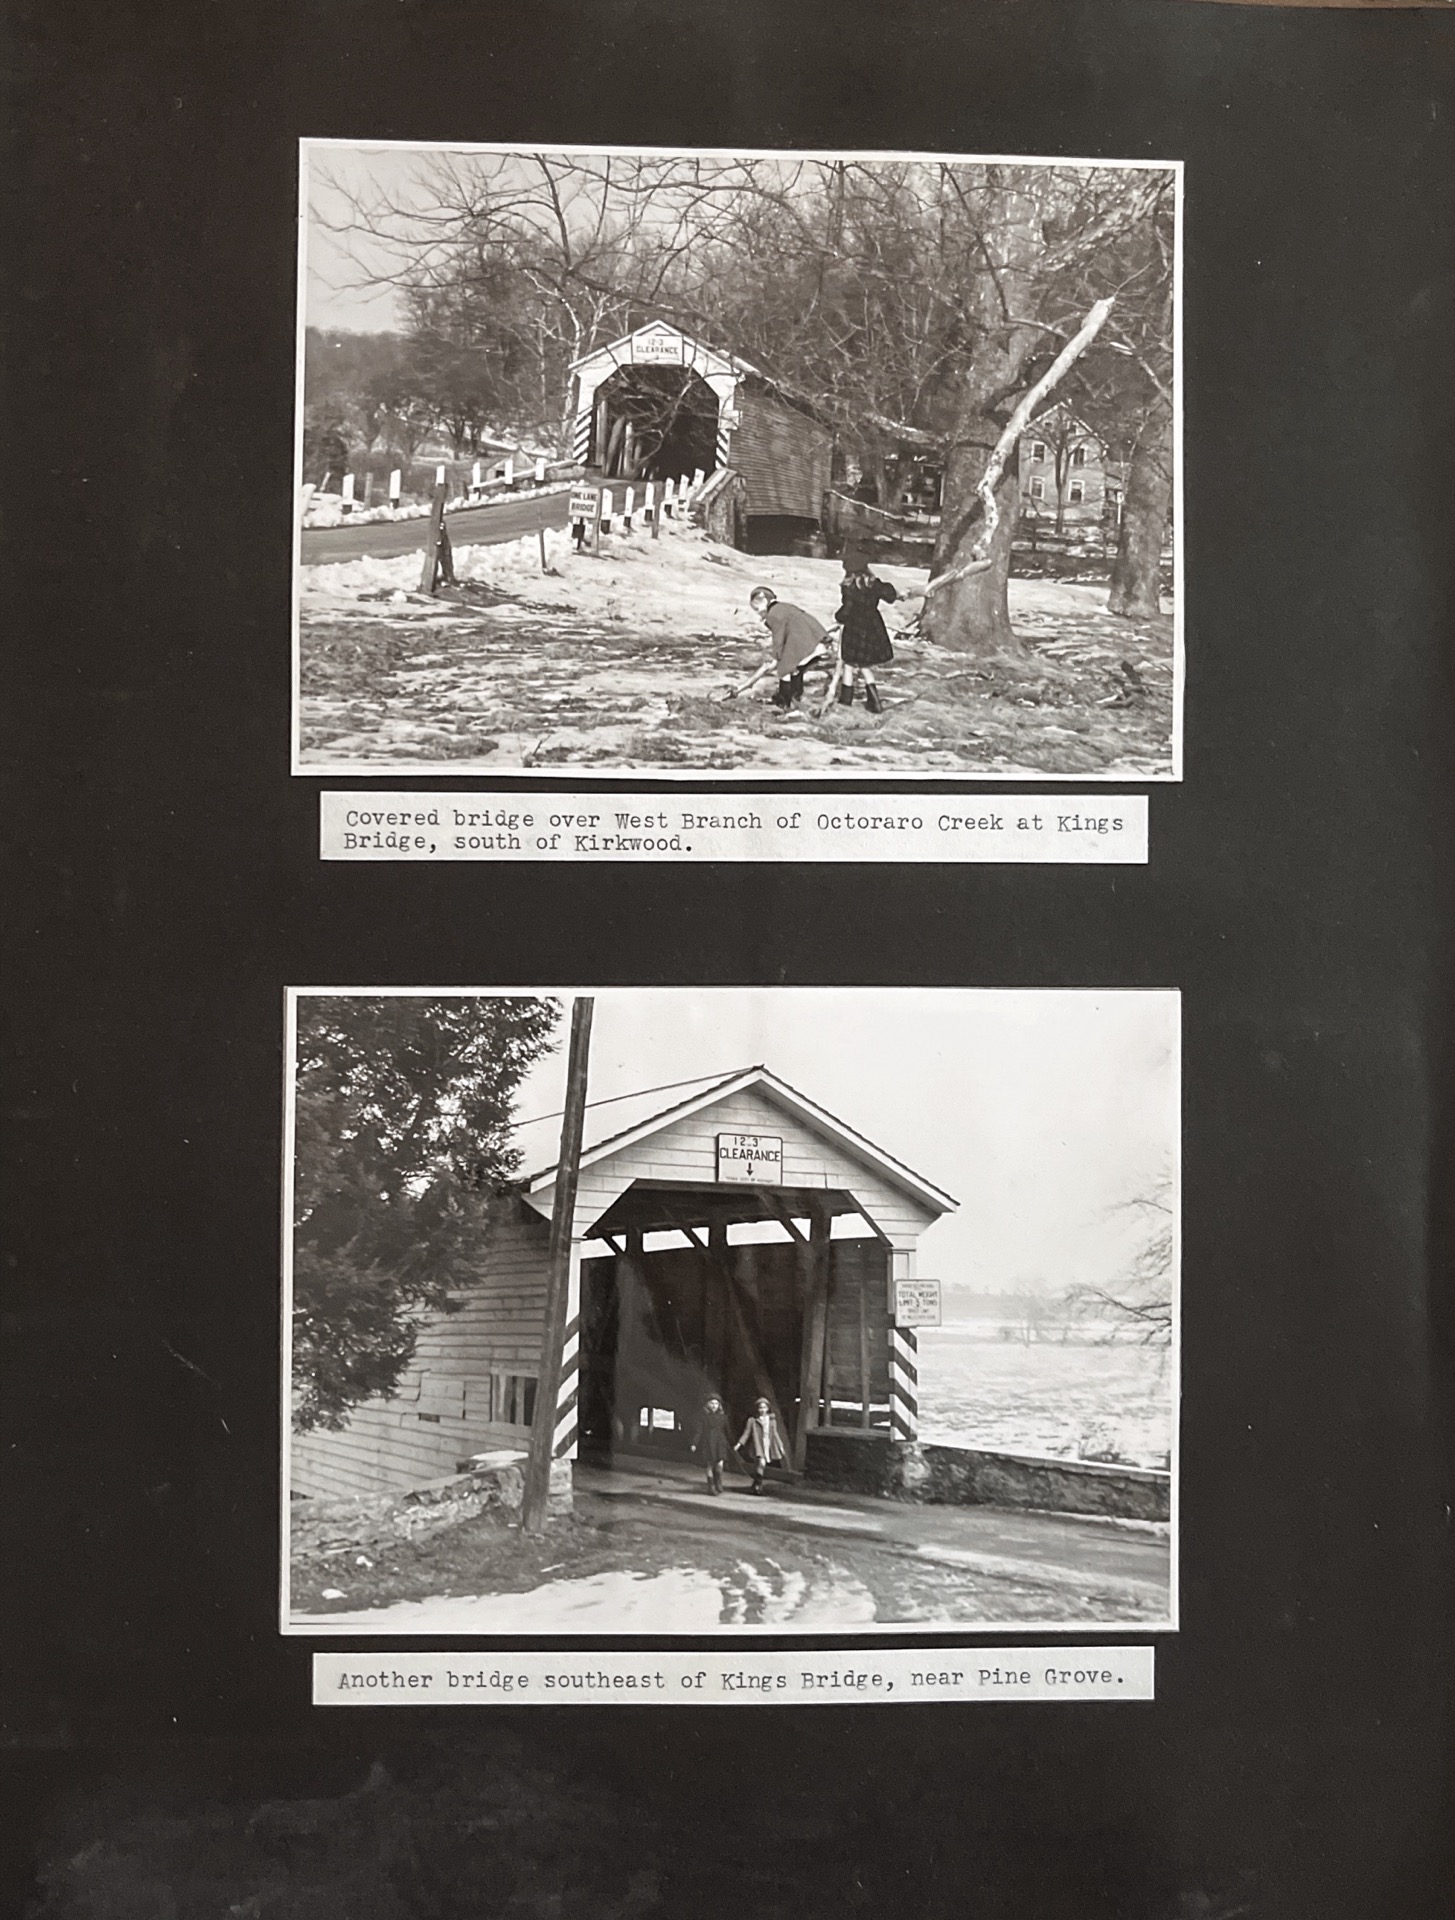 12-3
CLEARANCE
ONE LANE
BRIDGE
Covered bridge over West Branch of Octoraro Creek at Kings
Bridge, south of Kirkwood.
12-3'
CLEARANCE
TOTAL WEIGHT
LIMIT 5 TONS
Another bridge southeast of Kings Bridge, near Pine Grove.